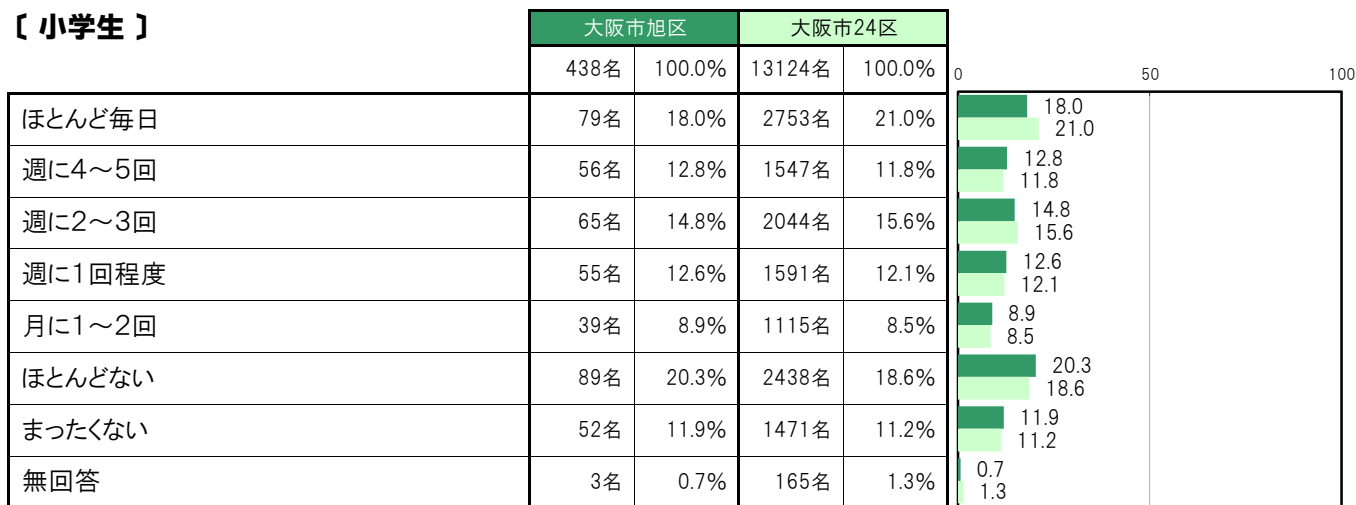 〔 小学生 〕
大阪市旭区 大阪市24区
438名 100.0% 13124名 100.0%
0 50 100
ほとんど毎日 79名 18.0% 2753名 21.0% 18.0
21.0
週に4～5回 56名 12.8% 1547名 11.8% 12.8
11.8
週に2～3回 65名 14.8% 2044名 15.6% 14.8
15.6
週に1回程度 55名 12.6% 1591名 12.1% 12.6
12.1
月に1～2回 39名 8.9% 1115名 8.5% 8.9
8.5
ほとんどない 89名 20.3% 2438名 18.6% 20.3
18.6
まったくない 52名 11.9% 1471名 11.2% 11.9
11.2
無回答 3名 0.7% 165名 1.3% 0.7
1.3